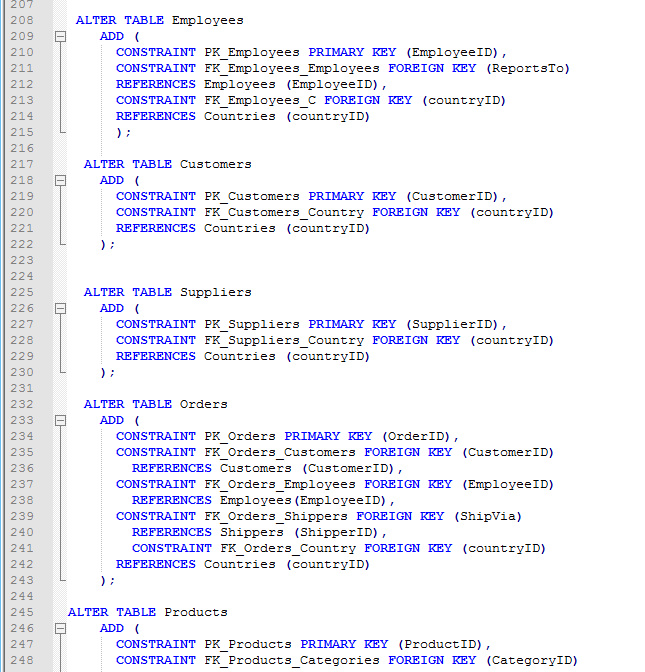 207
208 ALTER TABLE Employees
209 ADD (
210 CONSTRAINT PK_Employees PRIMARY KEY (EmployeeID),
211 CONSTRAINT FK_Employees_Employees FOREIGN KEY (ReportsTo)
212 REFERENCES Employees (EmployeeID),
213 CONSTRAINT FK_Employees_C FOREIGN KEY (countryID)
214 REFERENCES Countries (countryID)
215 );
216
217 ALTER TABLE Customers
218 ADD (
219 CONSTRAINT PK_Customers PRIMARY KEY (CustomerID),
220 CONSTRAINT FK_Customers_Country FOREIGN KEY (countryID)
221 REFERENCES Countries (countryID)
222 );
223
224
225 ALTER TABLE Suppliers
226 ADD (
227 CONSTRAINT PK_Suppliers PRIMARY KEY (SupplierID),
228 CONSTRAINT FK_Suppliers_Country FOREIGN KEY (countryID)
229 REFERENCES Countries (countryID)
230 );
231
232 ALTER TABLE Orders
233 ADD (
234 CONSTRAINT PK_Orders PRIMARY KEY (OrderID),
235 CONSTRAINT FK_Orders_Customers FOREIGN KEY (CustomerID)
236 REFERENCES Customers (CustomerID),
237 CONSTRAINT FK_Orders_Employees FOREIGN KEY (EmployeeID)
238 REFERENCES Employees(EmployeeID),
239 CONSTRAINT FK_Orders_Shippers FOREIGN KEY (ShipVia)
240 REFERENCES Shippers (ShipperID),
241 CONSTRAINT FK_Orders_Country FOREIGN KEY (countryID)
242 REFERENCES Countries (countryID)
243 );
244
245 ALTER TABLE Products
246 ADD (
247 CONSTRAINT PK_Products PRIMARY KEY (ProductID),
248 CONSTRAINT FK_Products_Categories FOREIGN KEY (CategoryID)